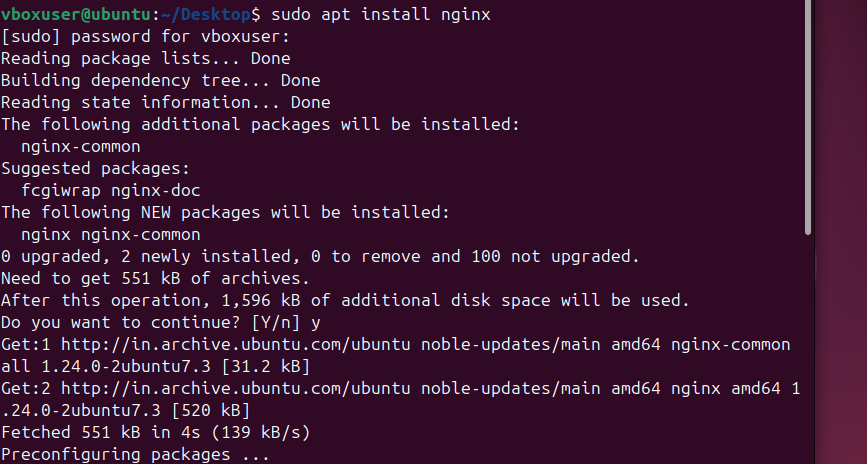 vboxuser@ubuntu:~/Desktop$ sudo apt install nginx
[sudo] password for vboxuser:
Reading package lists... Done
Building dependency tree... Done
Reading state information... Done
The following additional packages will be installed:
  nginx-common
Suggested packages:
  fcgiwrap nginx-doc
The following NEW packages will be installed:
  nginx nginx-common
0 upgraded, 2 newly installed, 0 to remove and 100 not upgraded.
Need to get 551 kB of archives.
After this operation, 1,596 kB of additional disk space will be used.
Do you want to continue? [Y/n] y
Get:1 http://in.archive.ubuntu.com/ubuntu noble-updates/main amd64 nginx-common
all 1.24.0-2ubuntu7.3 [31.2 kB]
Get:2 http://in.archive.ubuntu.com/ubuntu noble-updates/main amd64 nginx amd64 1
.24.0-2ubuntu7.3 [520 kB]
Fetched 551 kB in 4s (139 kB/s)
Preconfiguring packages ...